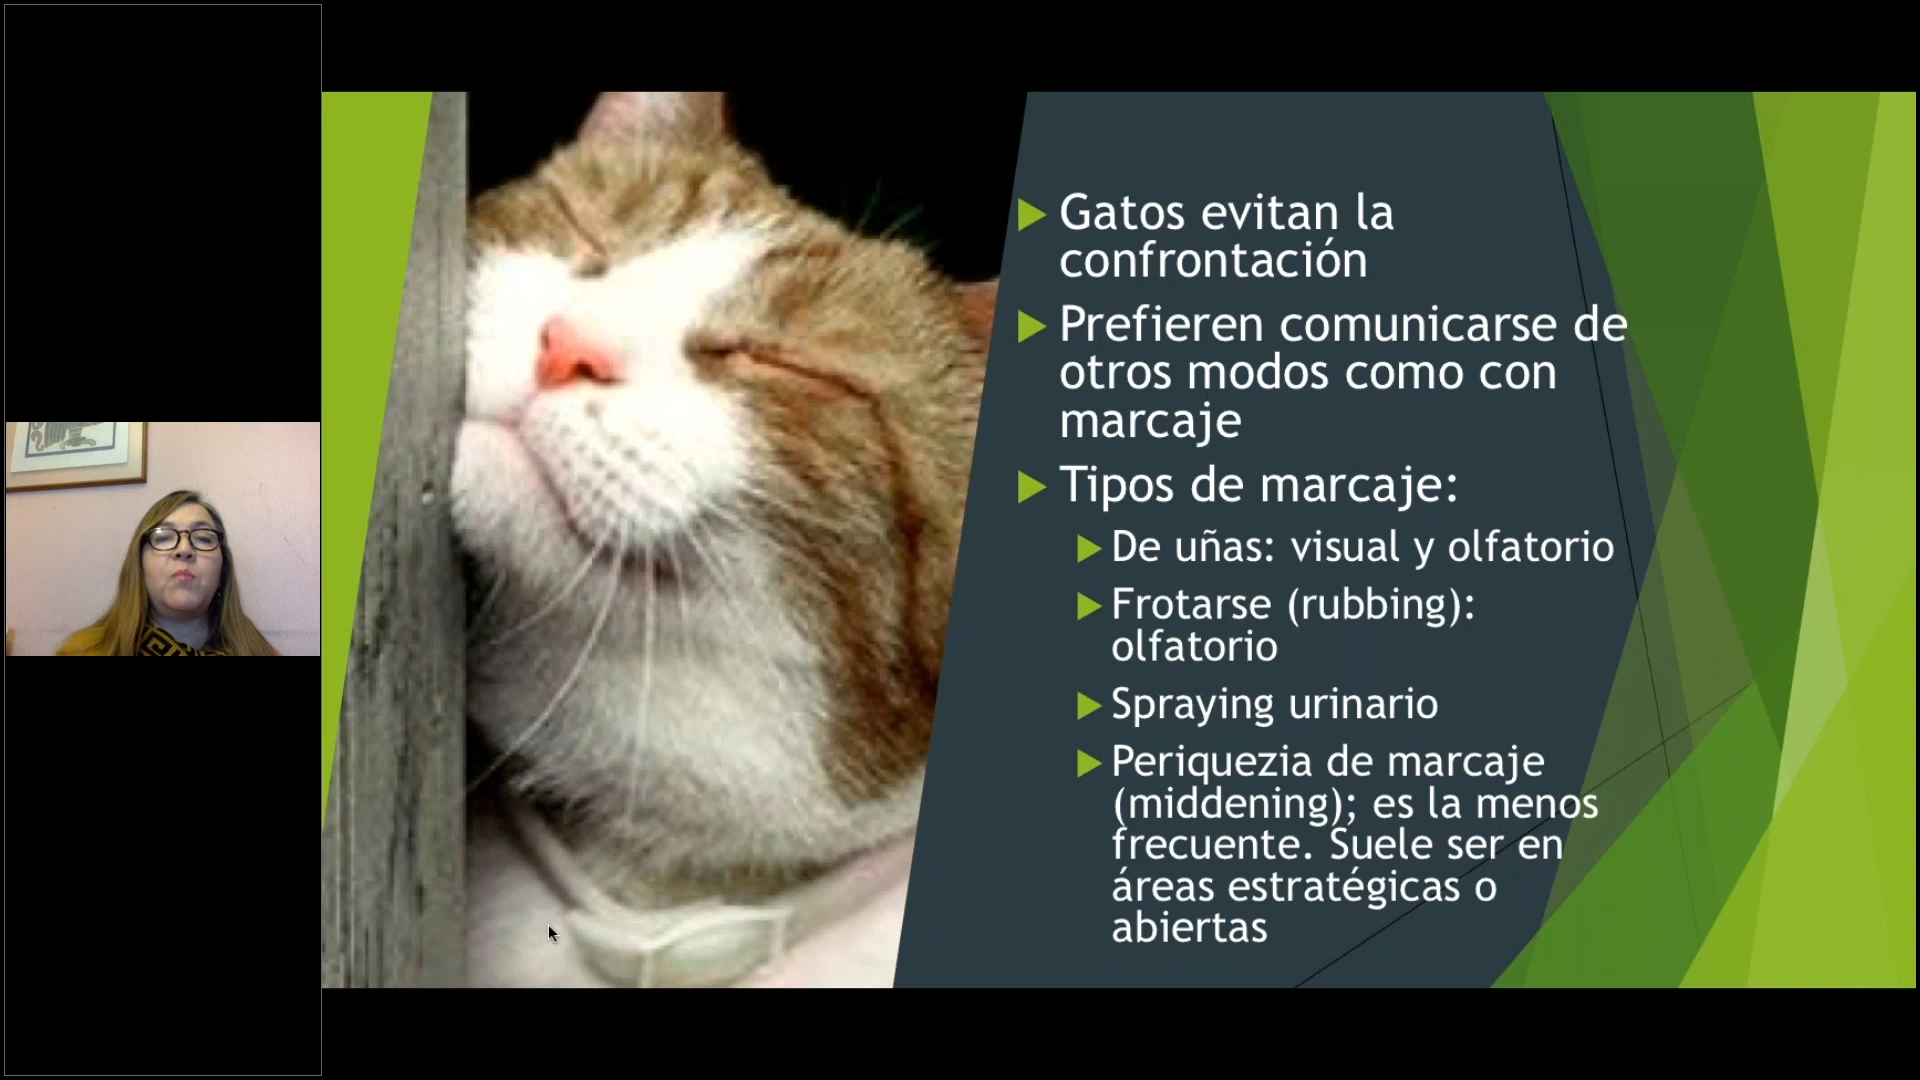 Gatos evitan la
confrontación
Prefieren comunicarse de
otros modos como con
marcaje
Tipos de marcaje:
De uñas: visual y olfatorio
Frotarse (rubbing):
olfatorio
Spraying urinario
Periquezia de marcaje
(middening); es la menos
frecuente. Suele ser en
áreas estratégicas o
abiertas